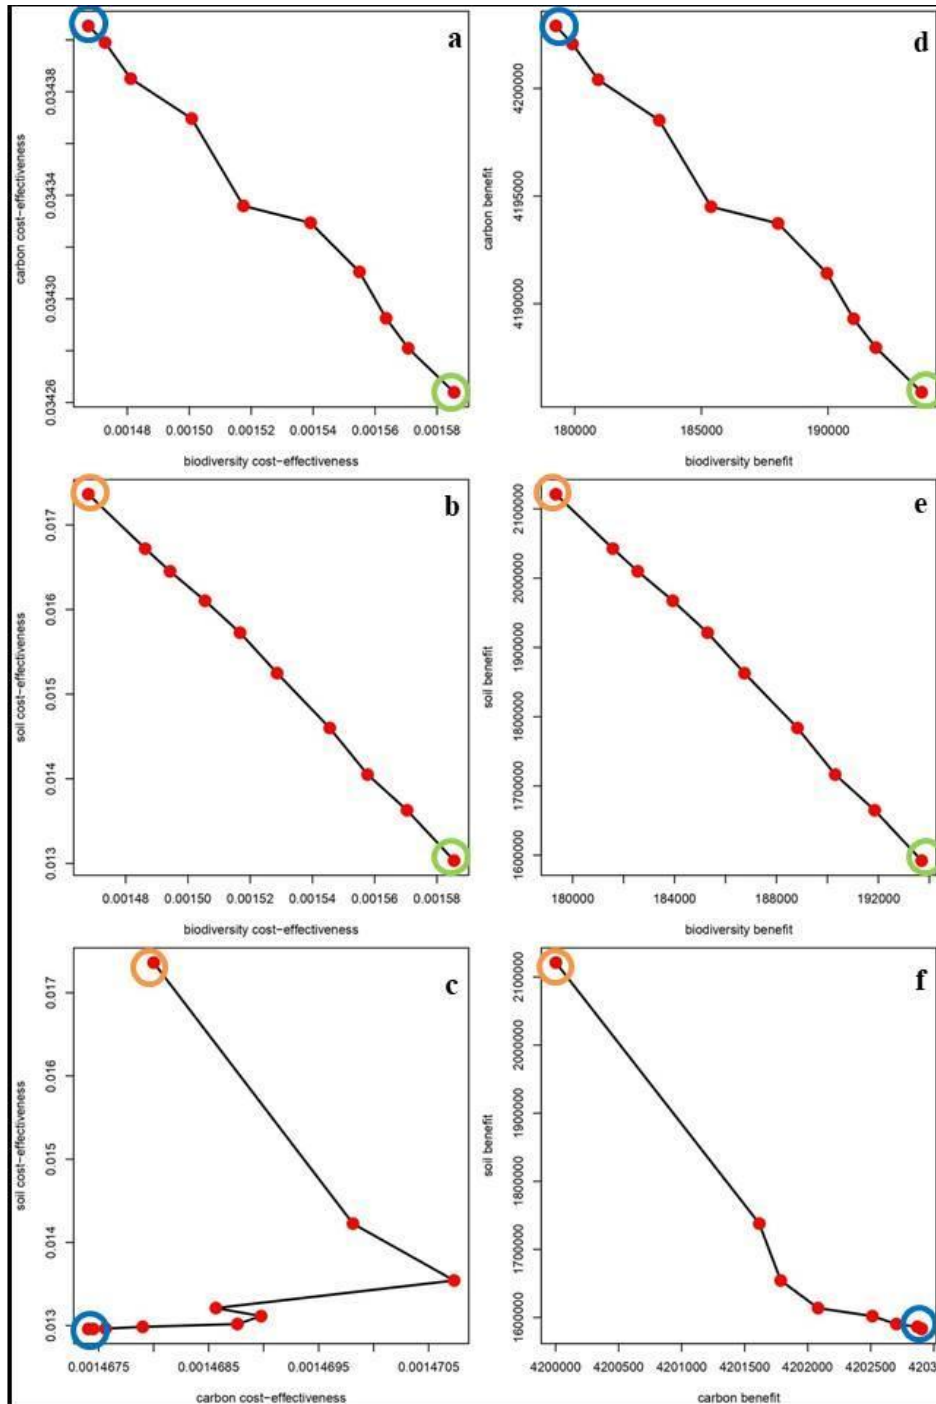 a
carbon cost-effectiveness
0.03426 0.03430 0.03434 0.03438
0.00148 0.00150 0.00152 0.00154 0.00156 0.00158
biodiversity cost-effectiveness
d
carbon benefit
4190000 4195000 4200000
180000 185000 190000
biodiversity benefit
b
soil cost-effectiveness
0.013 0.014 0.015 0.016 0.017
0.00148 0.00150 0.00152 0.00154 0.00156 0.00158
biodiversity cost-effectiveness
e
soil benefit
1600000 1700000 1800000 1900000 2000000 2100000
180000 184000 188000 192000
biodiversity benefit
c
soil cost-effectiveness
0.013 0.014 0.015 0.016 0.017
0.0014675 0.0014685 0.0014695 0.0014705
carbon cost-effectiveness
f
soil benefit
1600000 1700000 1800000 1900000 2000000 2100000
4200000 4200500 4201000 4201500 4202000 4202500 4203
carbon benefit